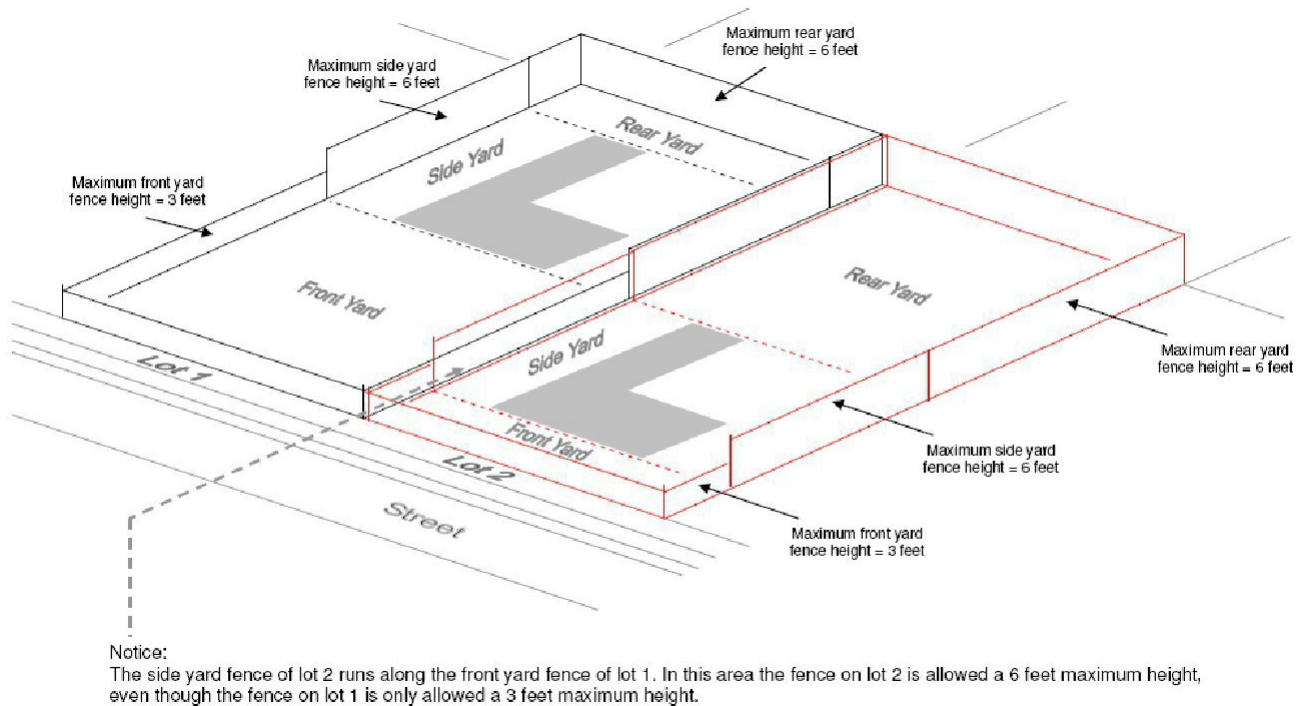 Maximum rear yard
fence height = 6 feet
Maximum side yard
fence height = 6 feet
Maximum front yard
fence height = 3 feet
Rear Yard
Side Yard
Front Yard
Lot 1
Rear Yard
Side Yard
Front Yard
Lot 2
Street
Maximum rear yard
fence height = 6 feet
Maximum side yard
fence height = 6 feet
Maximum front yard
fence height = 3 feet
Notice:
The side yard fence of lot 2 runs along the front yard fence of lot 1. In this area the fence on lot 2 is allowed a 6 feet maximum height,
even though the fence on lot 1 is only allowed a 3 feet maximum height.